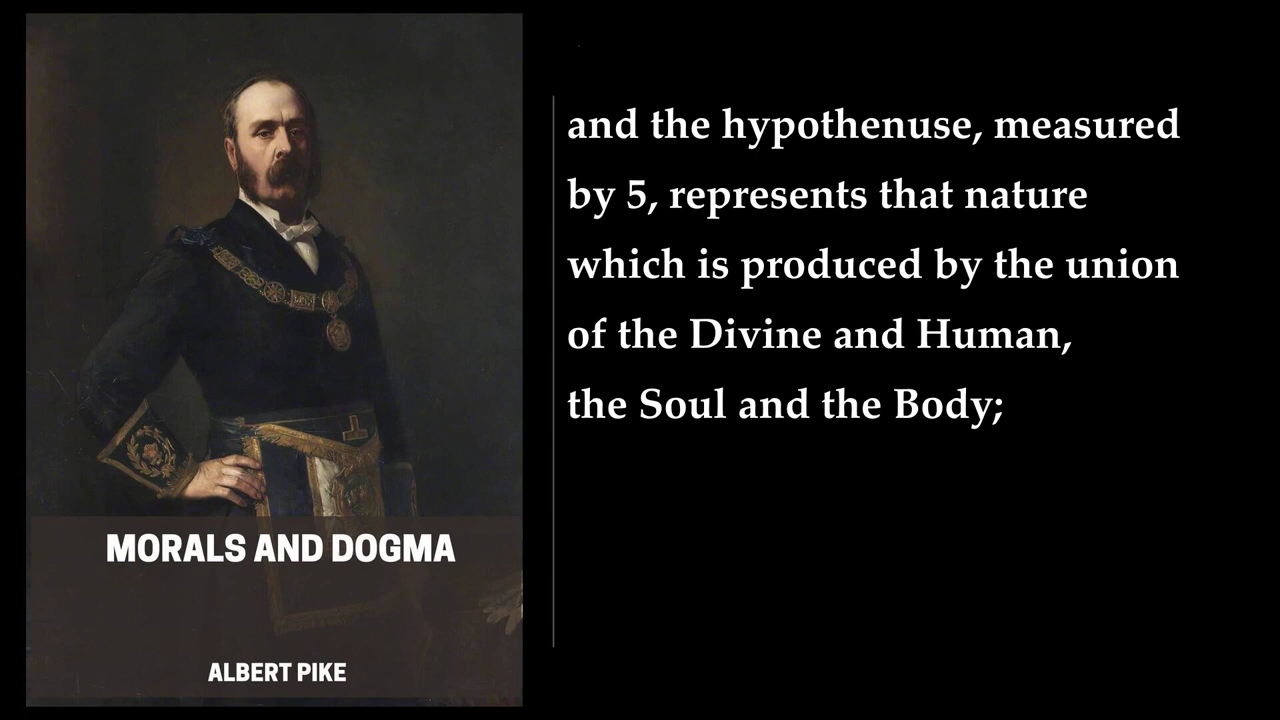 MORALS AND DOGMA
ALBERT PIKE
and the hypothenuse, measured
by 5, represents that nature
which is produced by the union
of the Divine and Human,
the Soul and the Body;